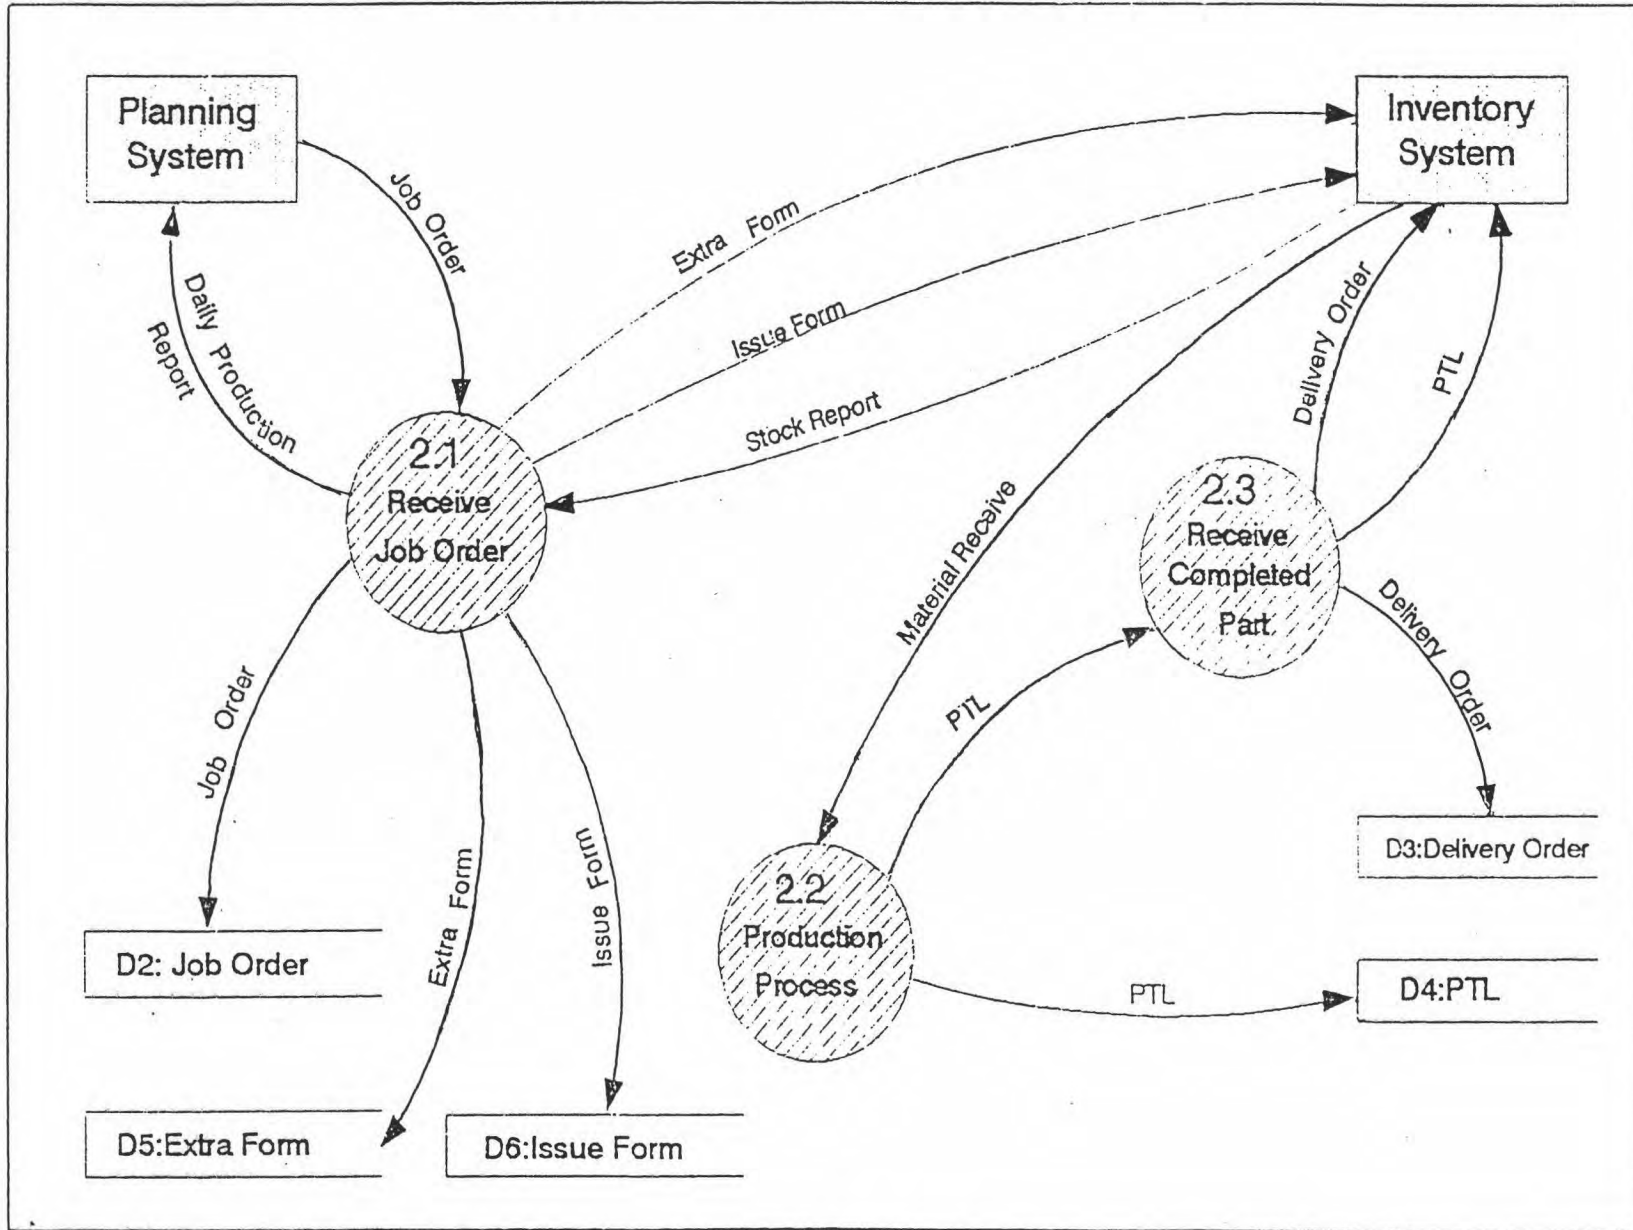 Planning
System
Inventory
System
Job Order
Daily Production
Report
Extra Form
Issue Form
Stock Report
Material Receive
Delivery Order
PTL
2.1
Receive
Job Order
2.3
Receive
Completed
Part
Delivery Order
PTL
Job Order
Extra Form
Issue Form
2.2
Production
Process
PTL
D3:Delivery Order
D2: Job Order
D4:PTL
D5:Extra Form
D6:Issue Form